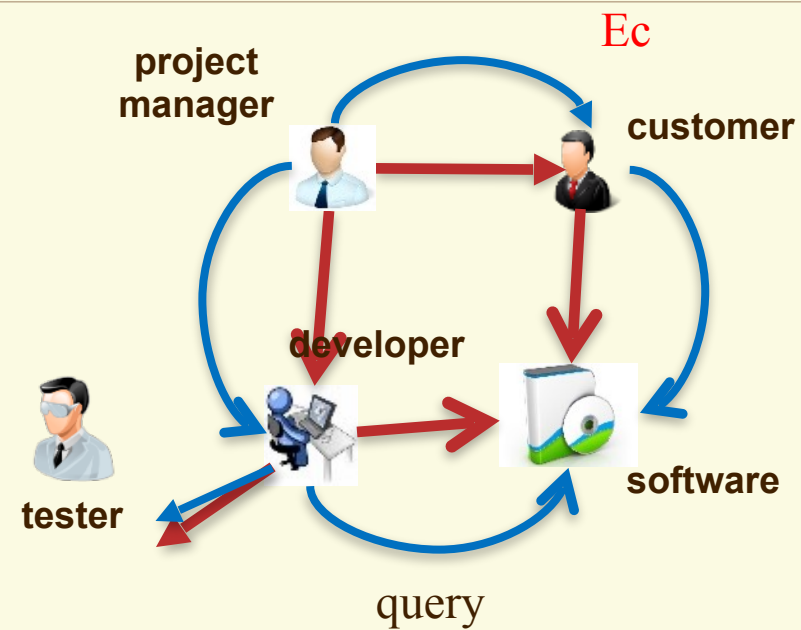 Ec
project
manager
customer
developer
software
tester
query